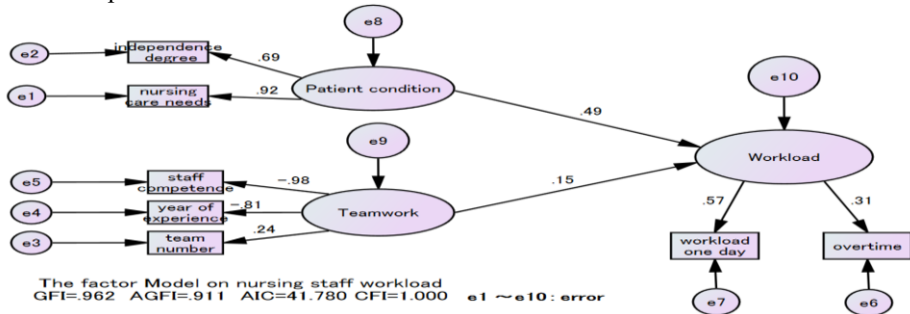 e8
e2
independence
degree
.69
e1
nursing
care needs
.92
Patient condition
e10
.49
e9
Workload
e5
staff
competence
-.98
.15
e4
year of
experience
-.81
Teamwork
e3
team
number
.24
.57
.31
workload
one day
overtime
The factor Model on nursing staff workload
GFI=.962 AGFI=.911 AIC=41.780 CFI=1.000 e1 ~e10: error
e7
e6